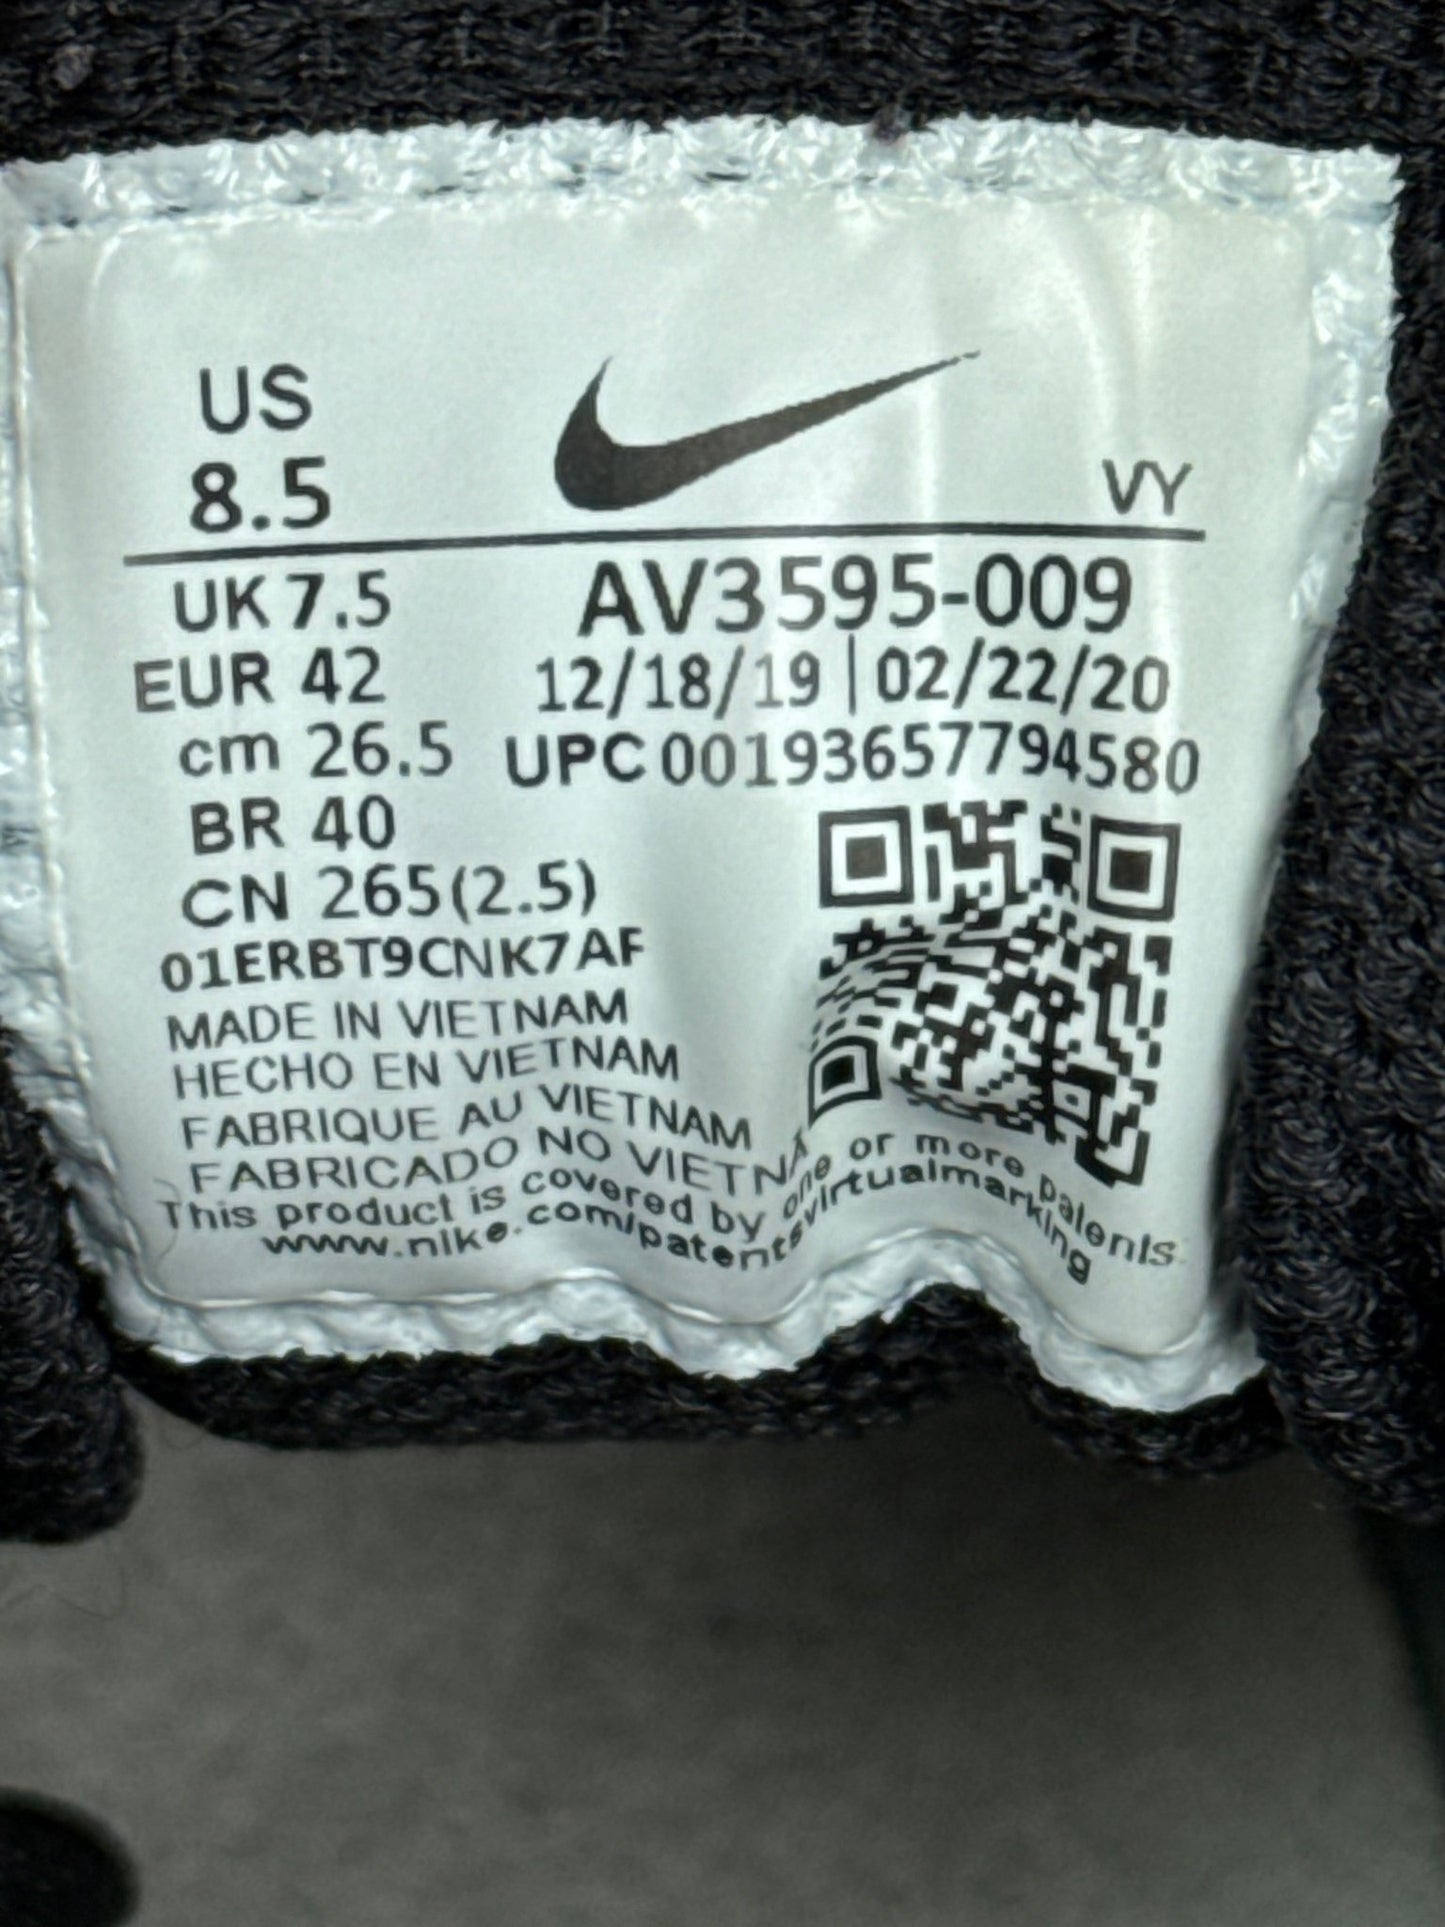 US
8.5
VY
UK 7.5
AV3595-009
EUR 42
12/18/19 | 02/22/20
cm 26.5
UPC 00193657794580
BR 40
CN 265(2.5)
01ERBT9CNK7AF
MADE IN VIETNAM
HECHO EN VIETNAM
FABRIQUE AU VIETNAM
FABRICADO NO VIETNA
This product is covered by one or more patents.
www.nike.com/patentsvirtualmarking